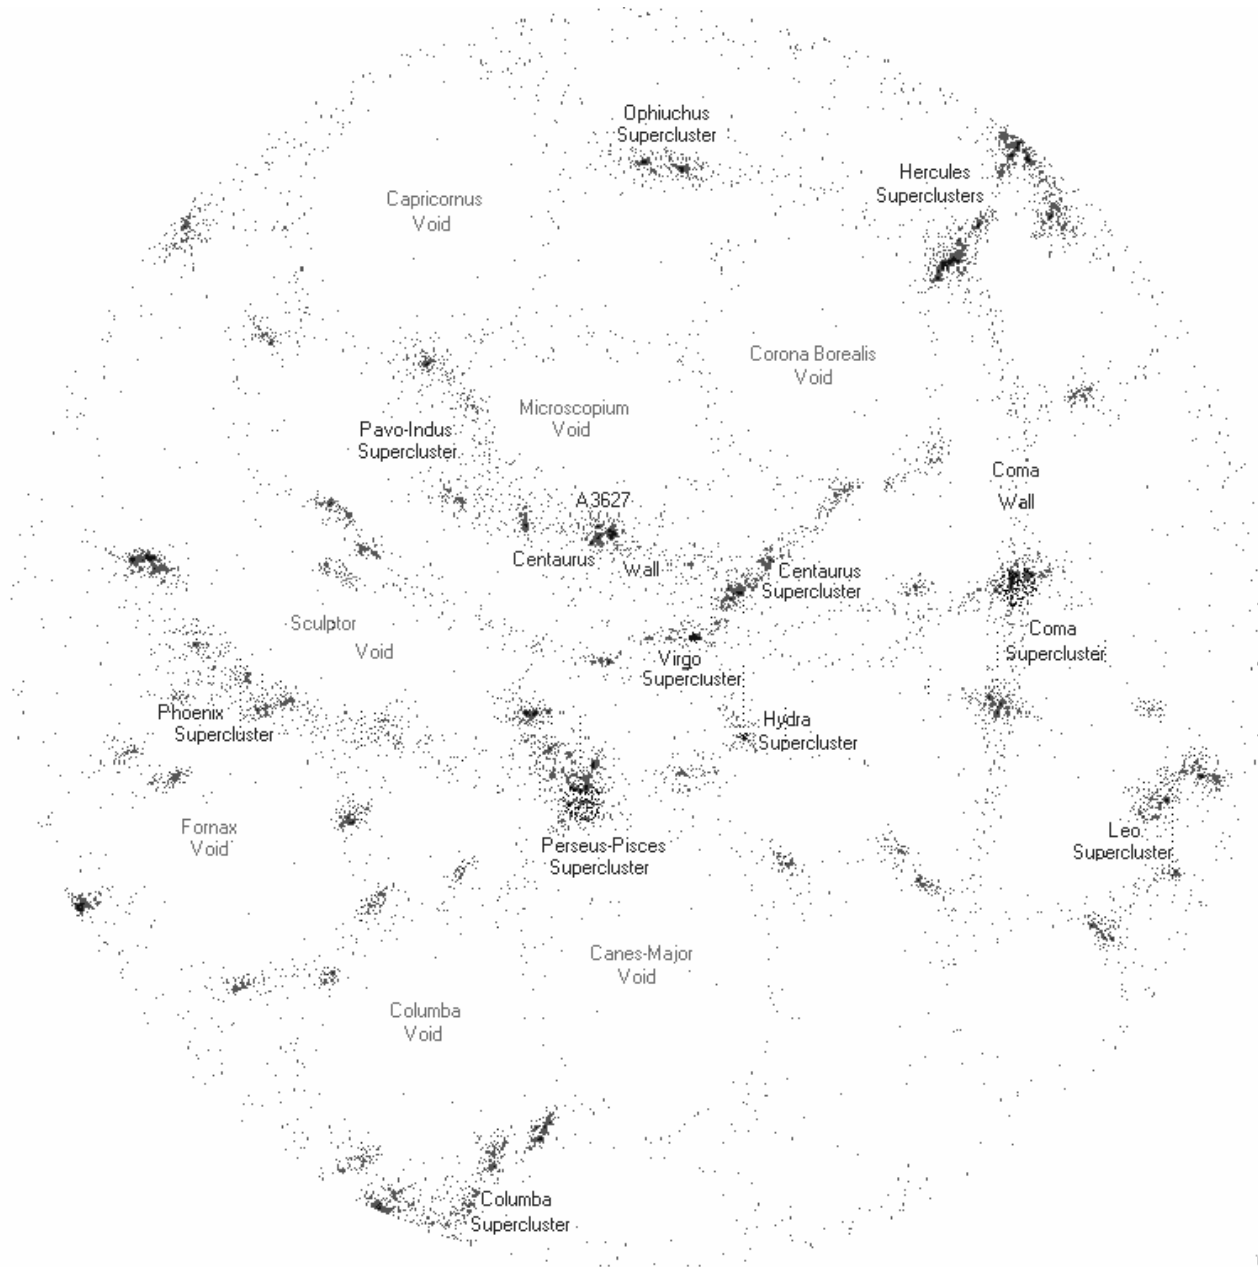 Ophiuchus
Supercluster
Hercules
Superclusters
Capricornus
Void
Corona Borealis
Void
Microscopium
Void
Pavo-Indus
Supercluster
Coma
Wall
A3627
Centaurus
Wall
Centaurus
Supercluster
Sculptor
Void
Coma
Supercluster
Virgo
Supercluster
Phoenix
Supercluster
Hydra
Supercluster
Fornax
Void
Perseus-Pisces
Supercluster
Leo
Supercluster
Canes-Major
Void
Columba
Void
Columba
Supercluster